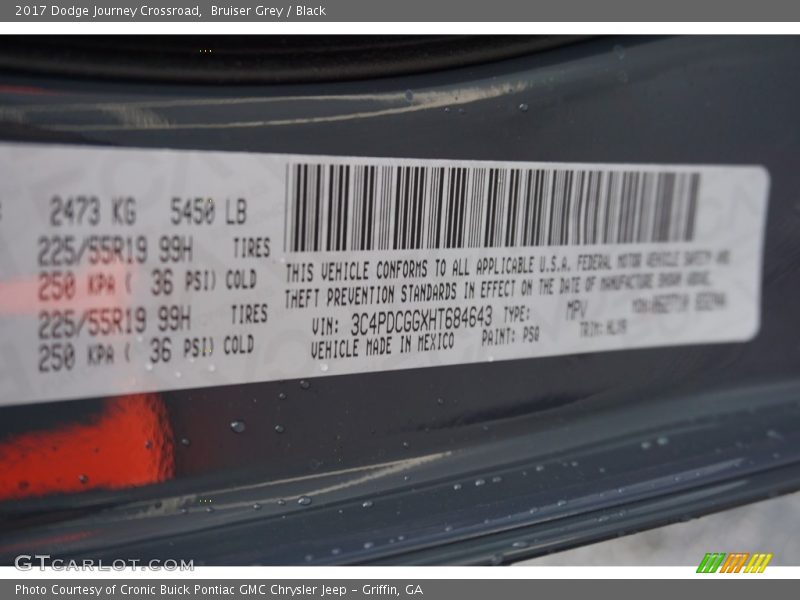 2017 Dodge Journey Crossroad, Bruiser Grey / Black
2473 KG 5450 LB
225/55R19 99H TIRES
250 KPA ( 36 PSI) COLD
225/55R19 99H TIRES
250 KPA ( 36 PSI) COLD
THIS VEHICLE CONFORMS TO ALL APPLICABLE U.S.A. FEDERAL MOTOR VEHICLE SAFETY AND
THEFT PREVENTION STANDARDS IN EFFECT ON THE DATE OF MANUFACTURE SHOWN ABOVE.
VIN: 3C4PDCGGXHT684643 TYPE: MPV
VEHICLE MADE IN MEXICO PAINT: PSQ TRIM:
GTCARLOT.COM
Photo Courtesy of Cronic Buick Pontiac GMC Chrysler Jeep - Griffin, GA